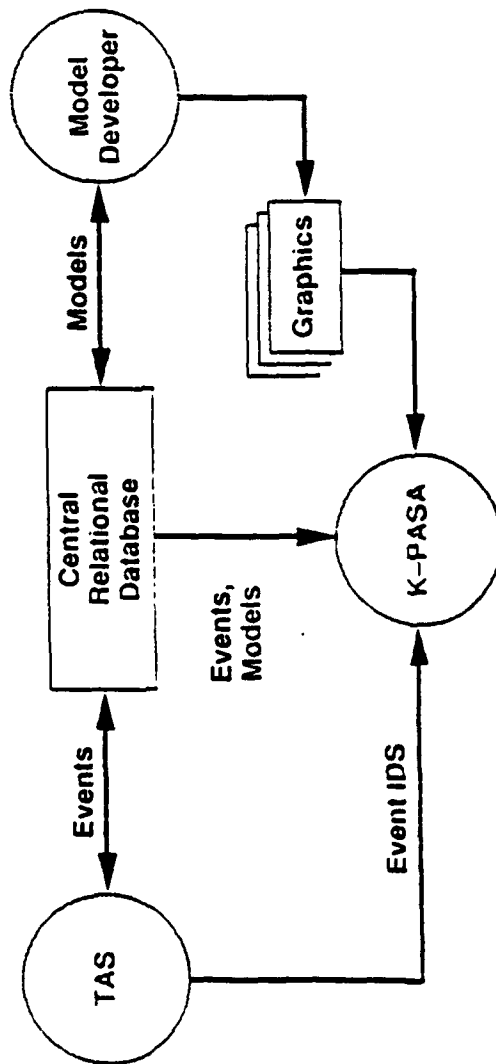 TAS
Events
Central
Relational
Database
Models
Model
Developer
Events,
Models
Graphics
Event IDS
K-PASA